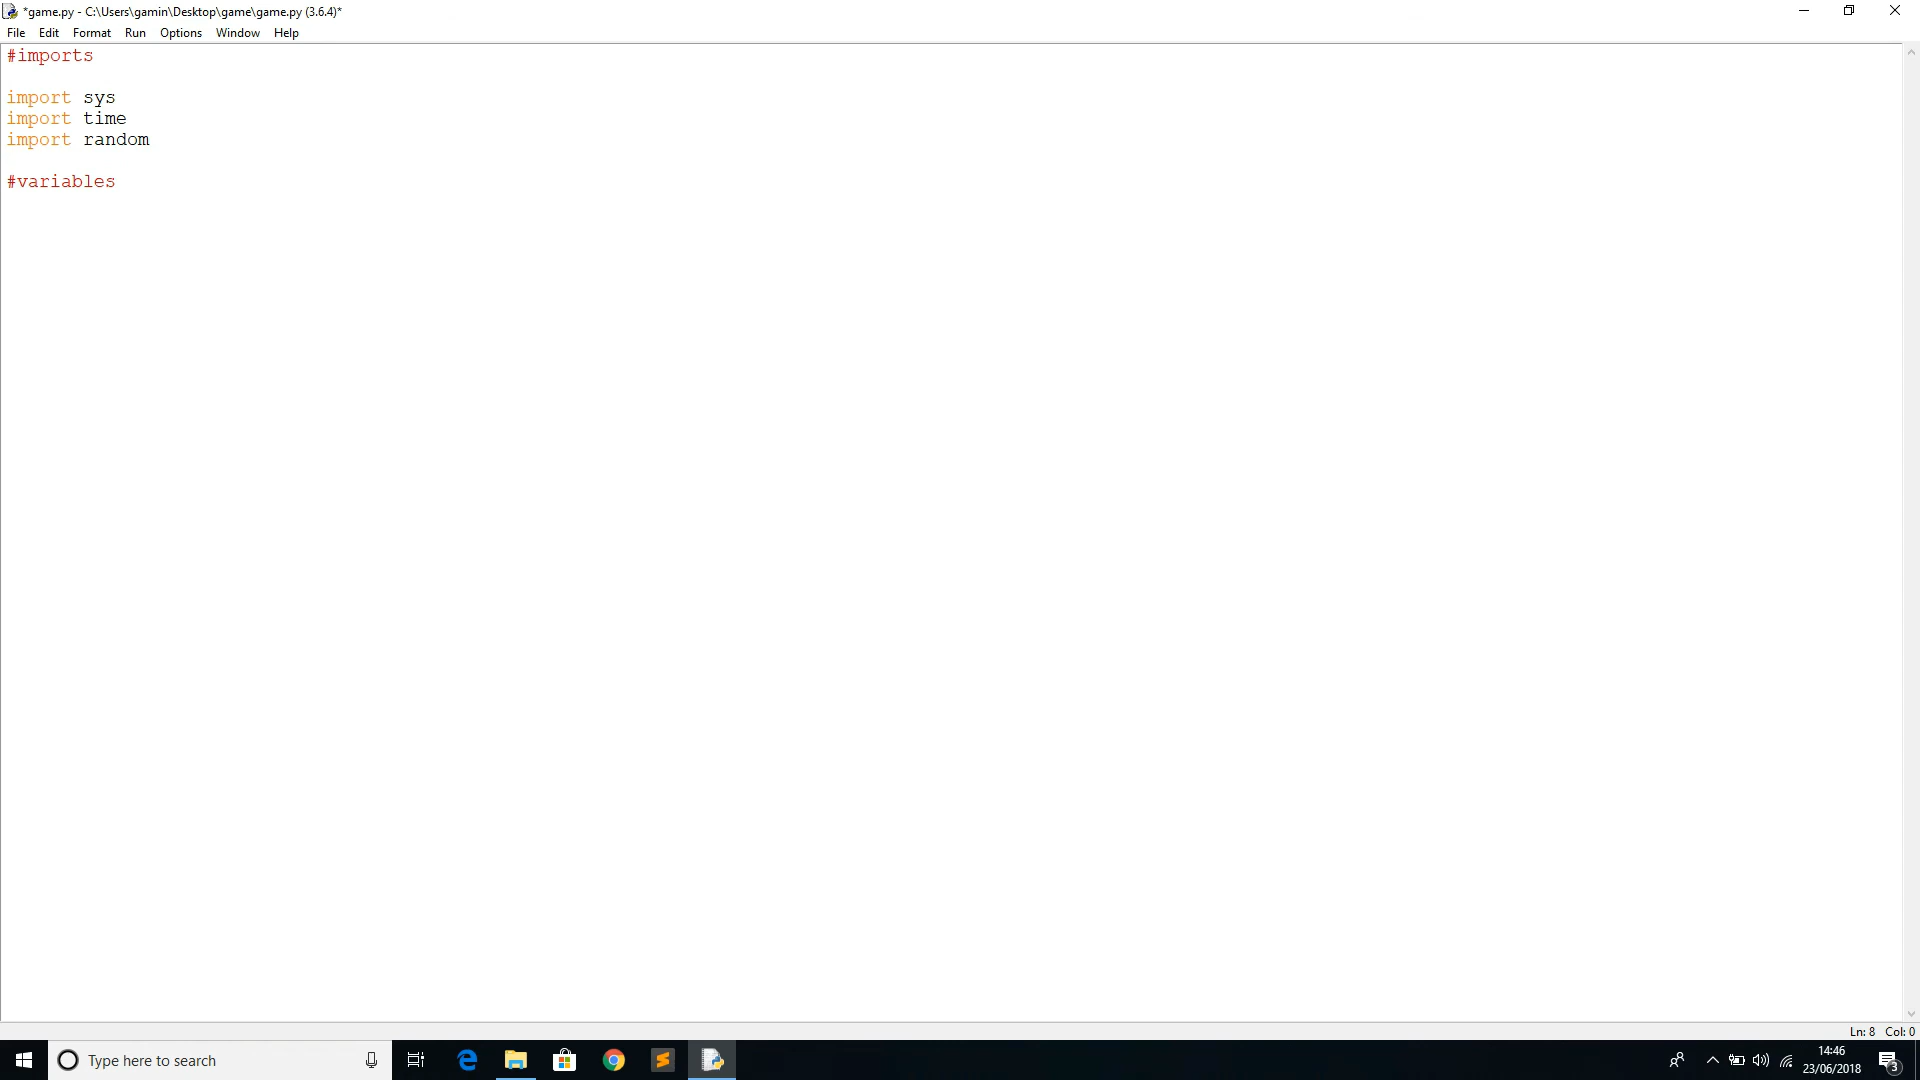 *game.py - C:\Users\gamin\Desktop\game\game.py (3.6.4)*
File Edit Format Run Options Window Help
#imports
import sys
import time
import random
#variables
Ln: 8 Col: 0
Type here to search
14:46
23/06/2018
3